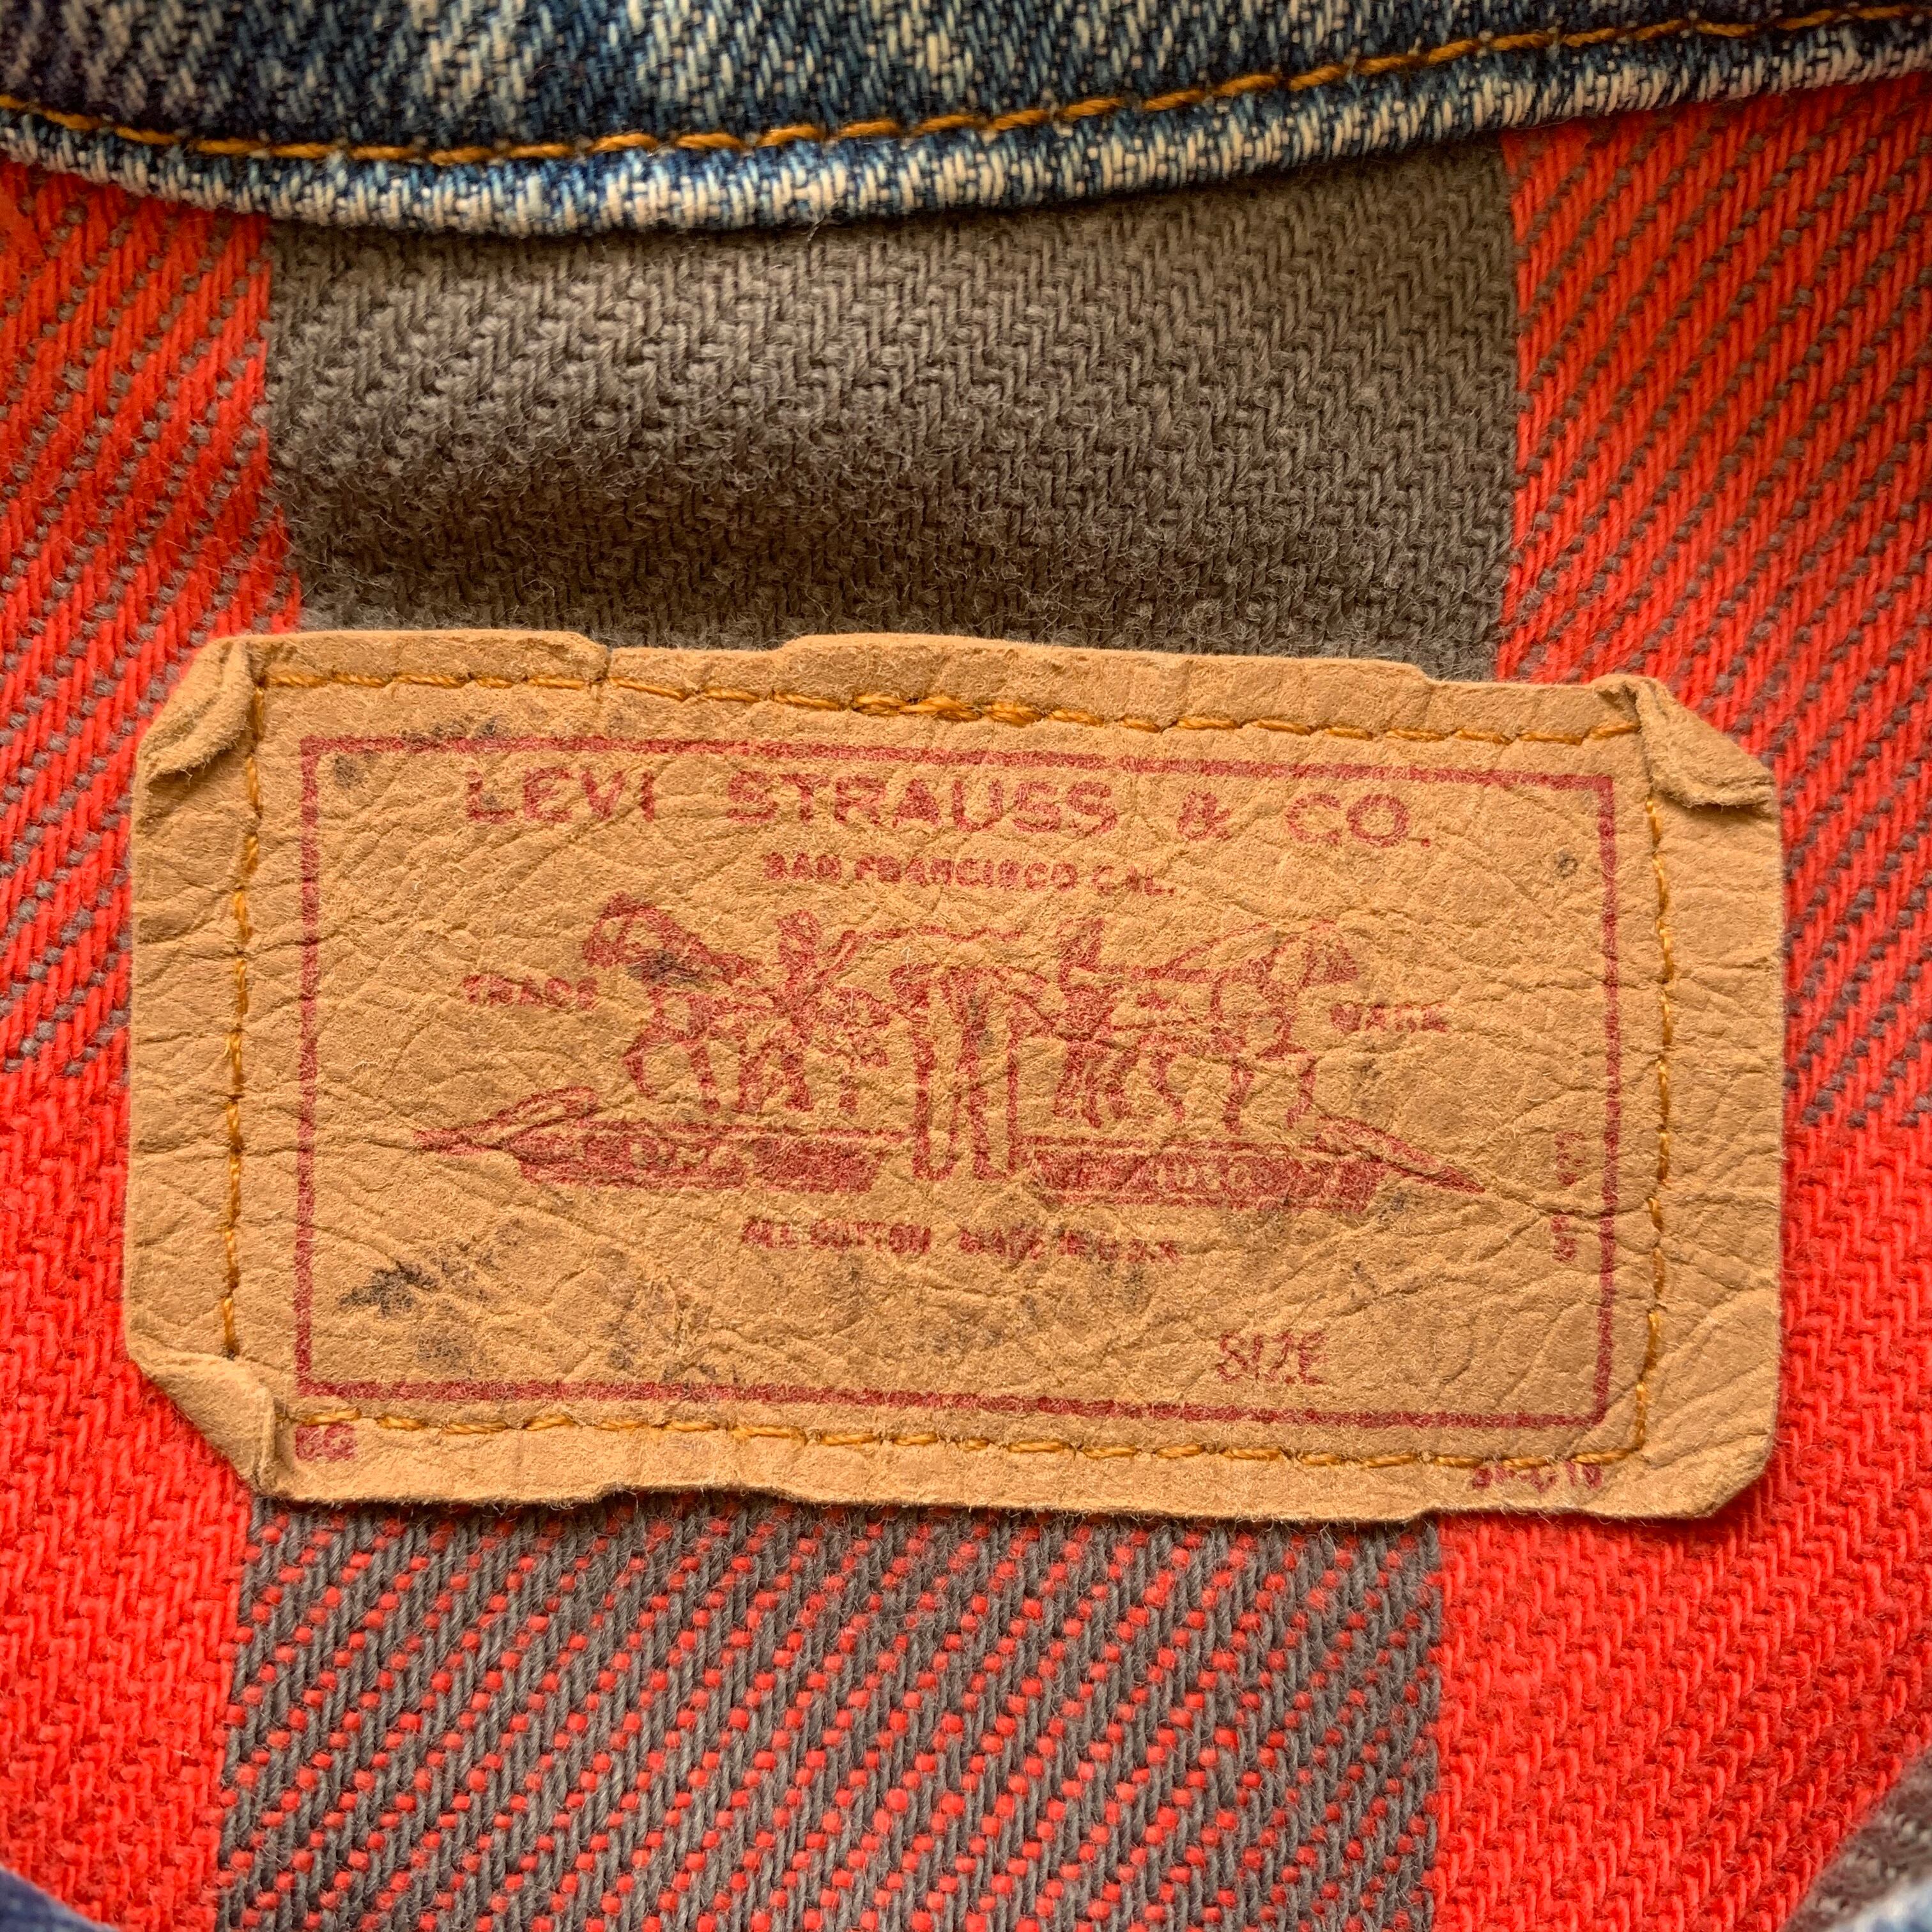 LEVI STRAUSS & CO.
SAN FRANCISCO CAL.
TRADE MARK
ALL COTTON MADE IN U.S.A.
SIZE